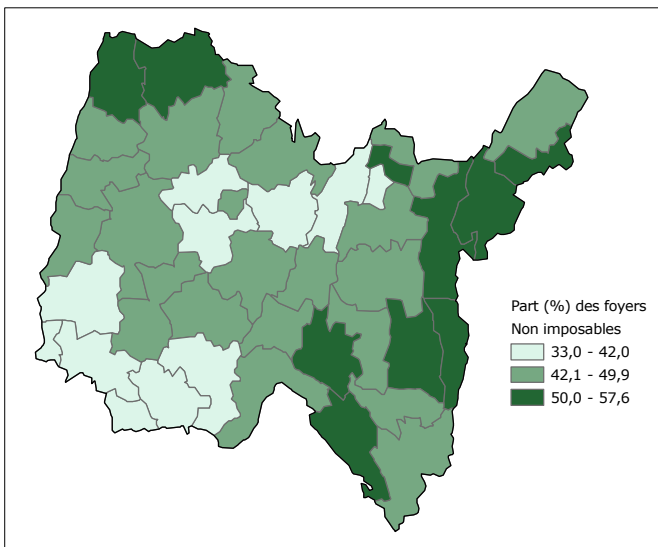 Part (%) des foyers
Non imposables
33,0 - 42,0
42,1 - 49,9
50,0 - 57,6